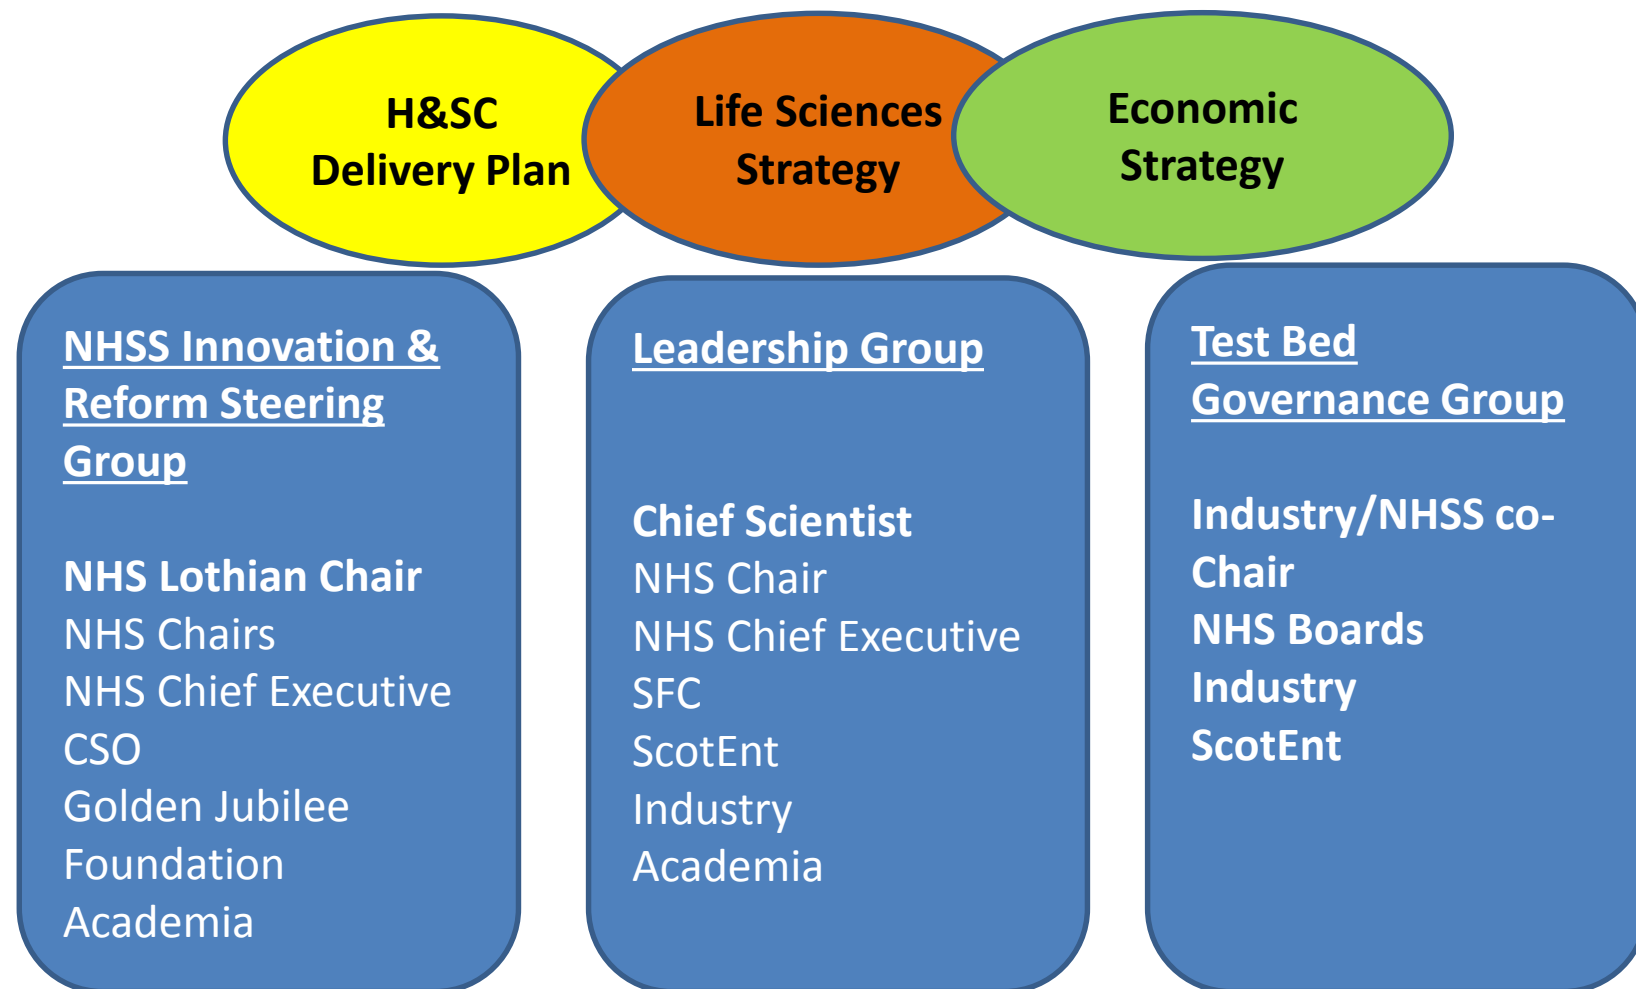 H&SC
Delivery Plan
Life Sciences
Strategy
Economic
Strategy
NHSS Innovation &
Reform Steering
Group
NHS Lothian Chair
NHS Chairs
NHS Chief Executive
CSO
Golden Jubilee
Foundation
Academia
Leadership Group
Chief Scientist
NHS Chair
NHS Chief Executive
SFC
ScotEnt
Industry
Academia
Test Bed
Governance Group
Industry/NHSS co-
Chair
NHS Boards
Industry
ScotEnt